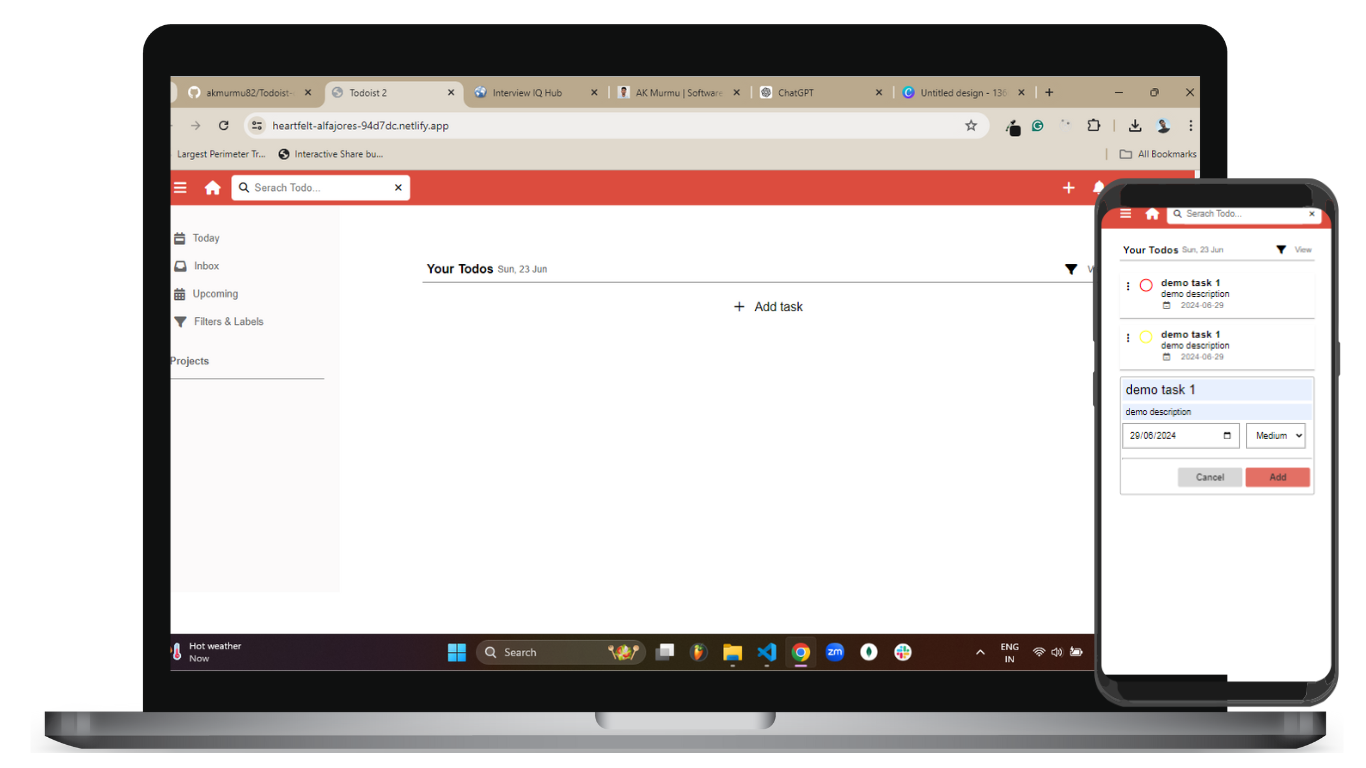 akmurmu82/Todoist-
Todoist 2
Interview IQ Hub
AK Murmu | Software
ChatGPT
Untitled design - 136
heartfelt-alfajores-94d7dc.netlify.app
Largest Perimeter Tr...
Interactive Share bu...
All Bookmarks
Serach Todo...
Today
Inbox
Upcoming
Filters & Labels
Projects
Your Todos Sun, 23 Jun
+ Add task
Hot weather
Now
Search
zm
ENG
IN
Serach Todo...
Your Todos Sun, 23 Jun
View
demo task 1
demo description
2024-06-29
demo task 1
demo description
2024-06-29
demo task 1
demo description
29/06/2024
Medium
Cancel
Add